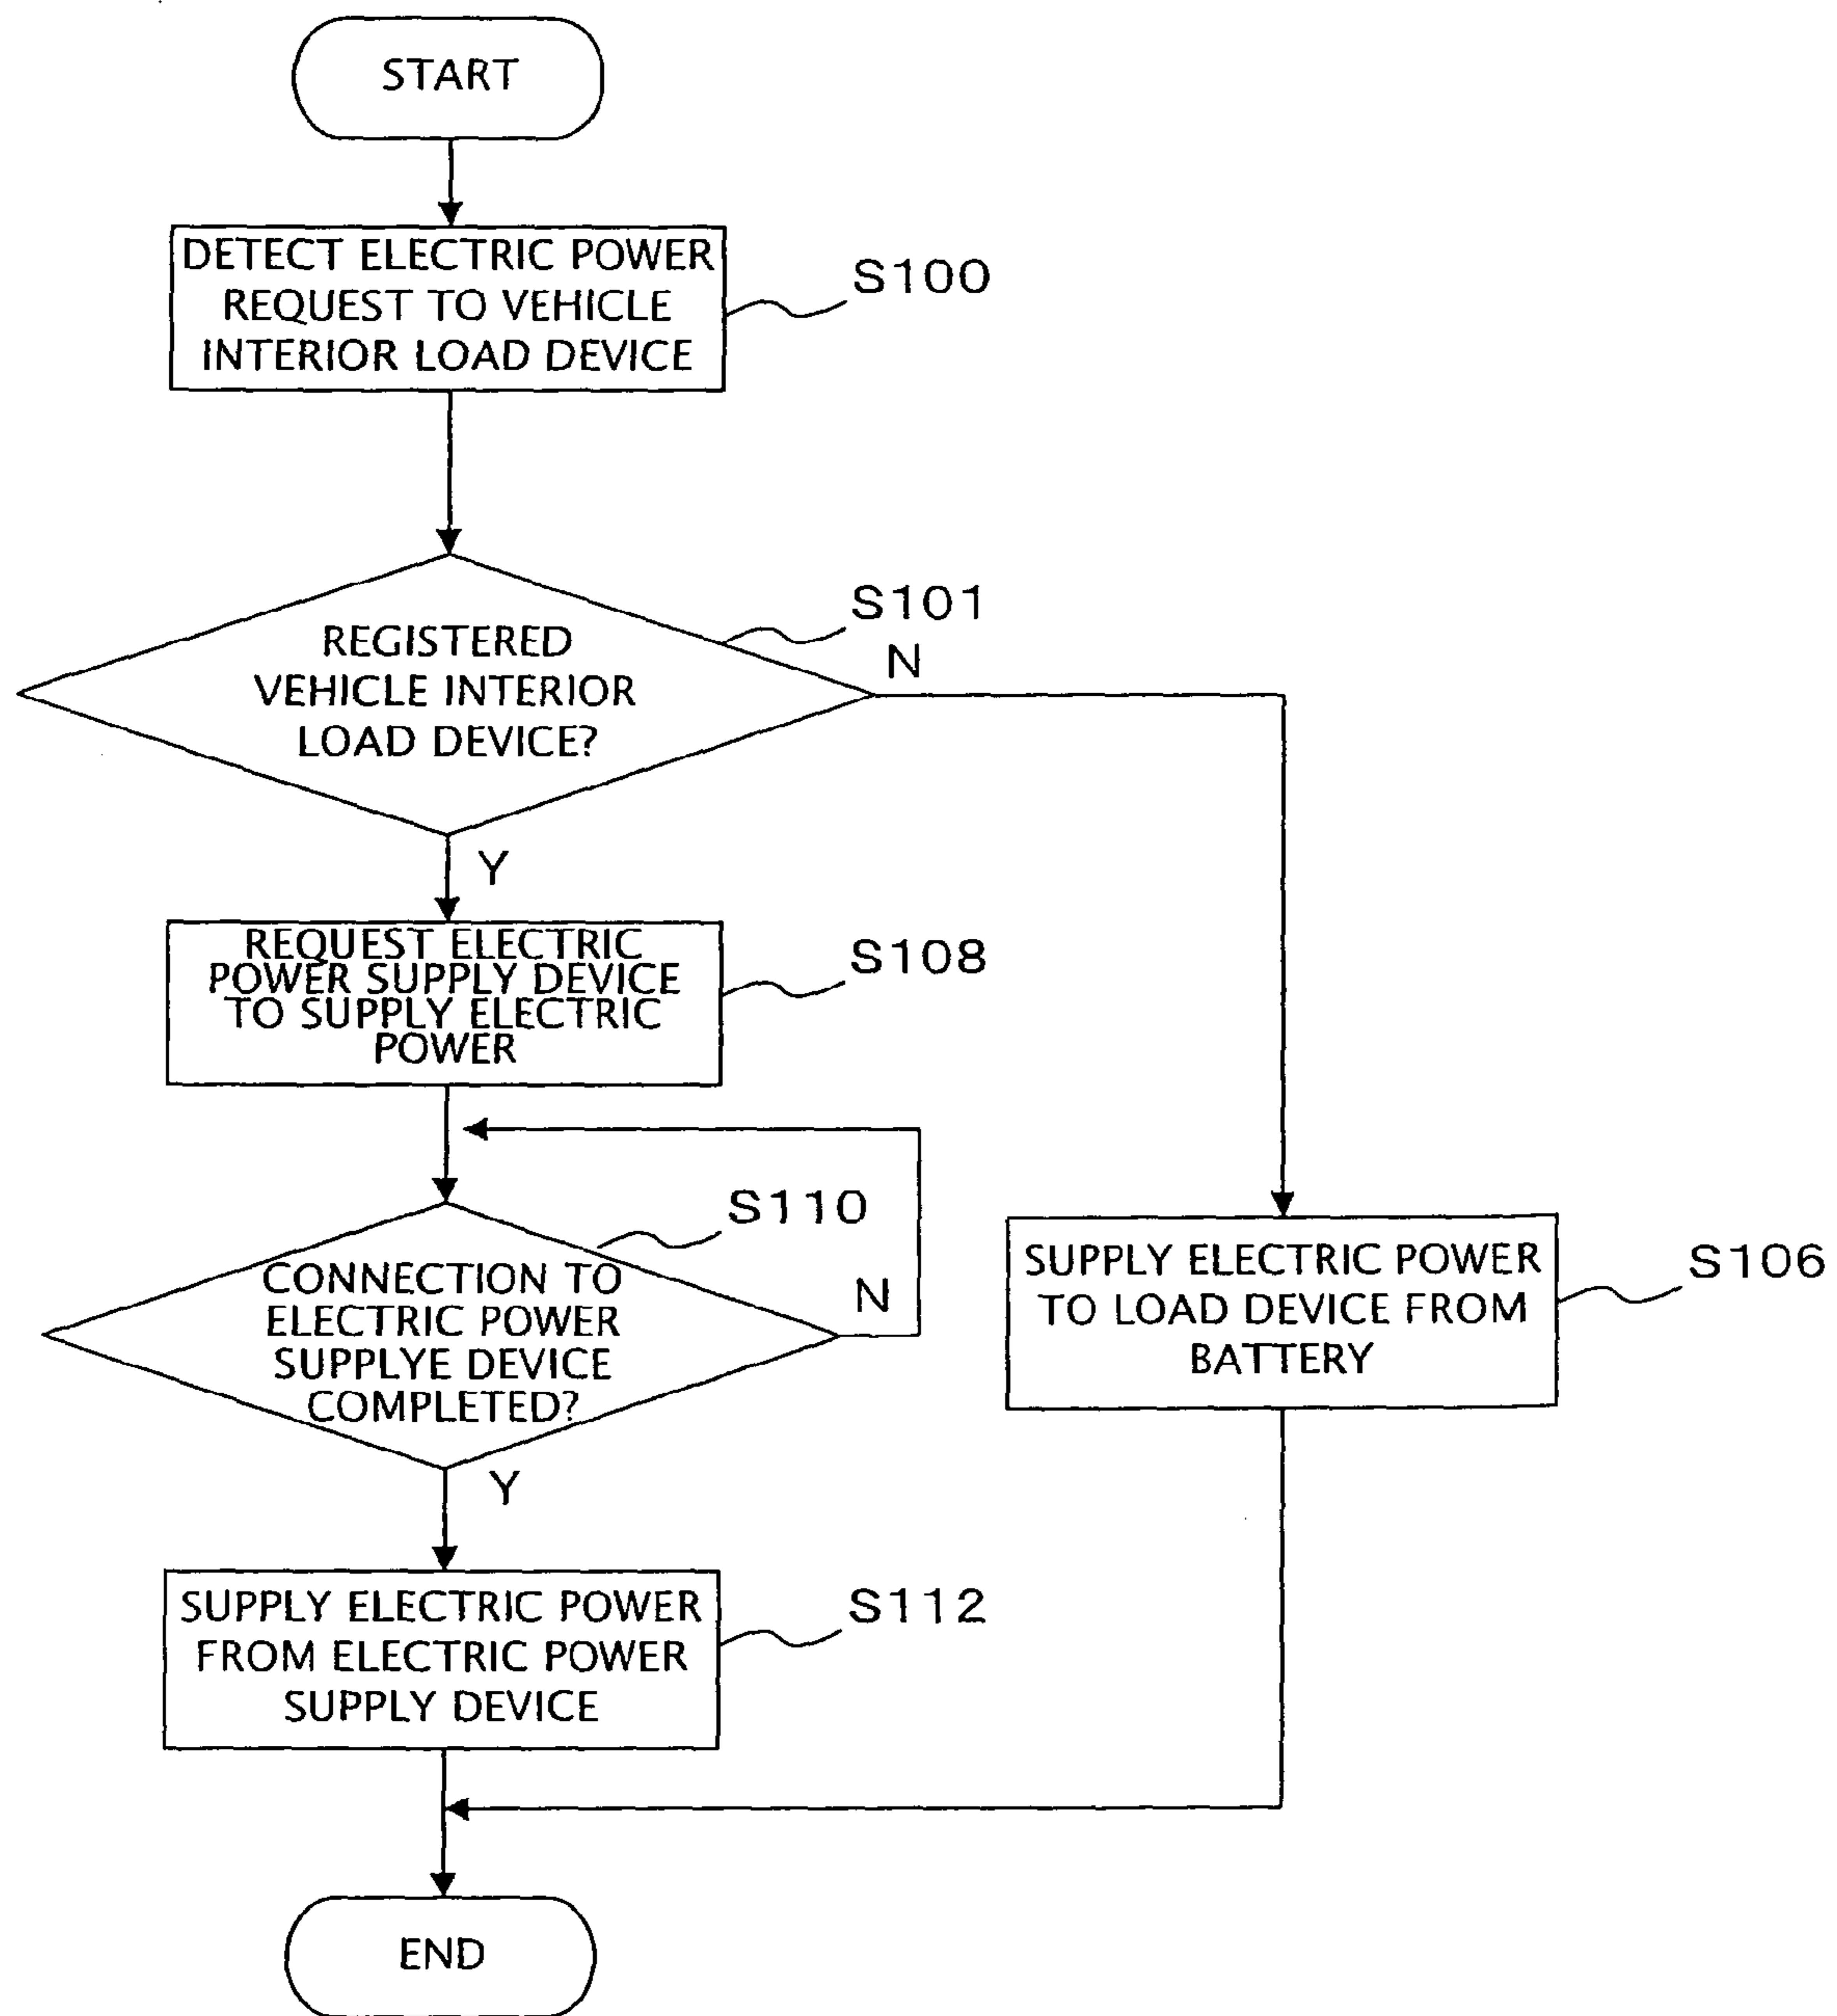 START
DETECT ELECTRIC POWER
REQUEST TO VEHICLE
INTERIOR LOAD DEVICE
S100
REGISTERED
VEHICLE INTERIOR
LOAD DEVICE?
S101
N
Y
REQUEST ELECTRIC
POWER SUPPLY DEVICE
TO SUPPLY ELECTRIC
POWER
S108
CONNECTION TO
ELECTRIC POWER
SUPPLYE DEVICE
COMPLETED?
S110
N
SUPPLY ELECTRIC POWER
TO LOAD DEVICE FROM
BATTERY
S106
Y
SUPPLY ELECTRIC POWER
FROM ELECTRIC POWER
SUPPLY DEVICE
S112
END